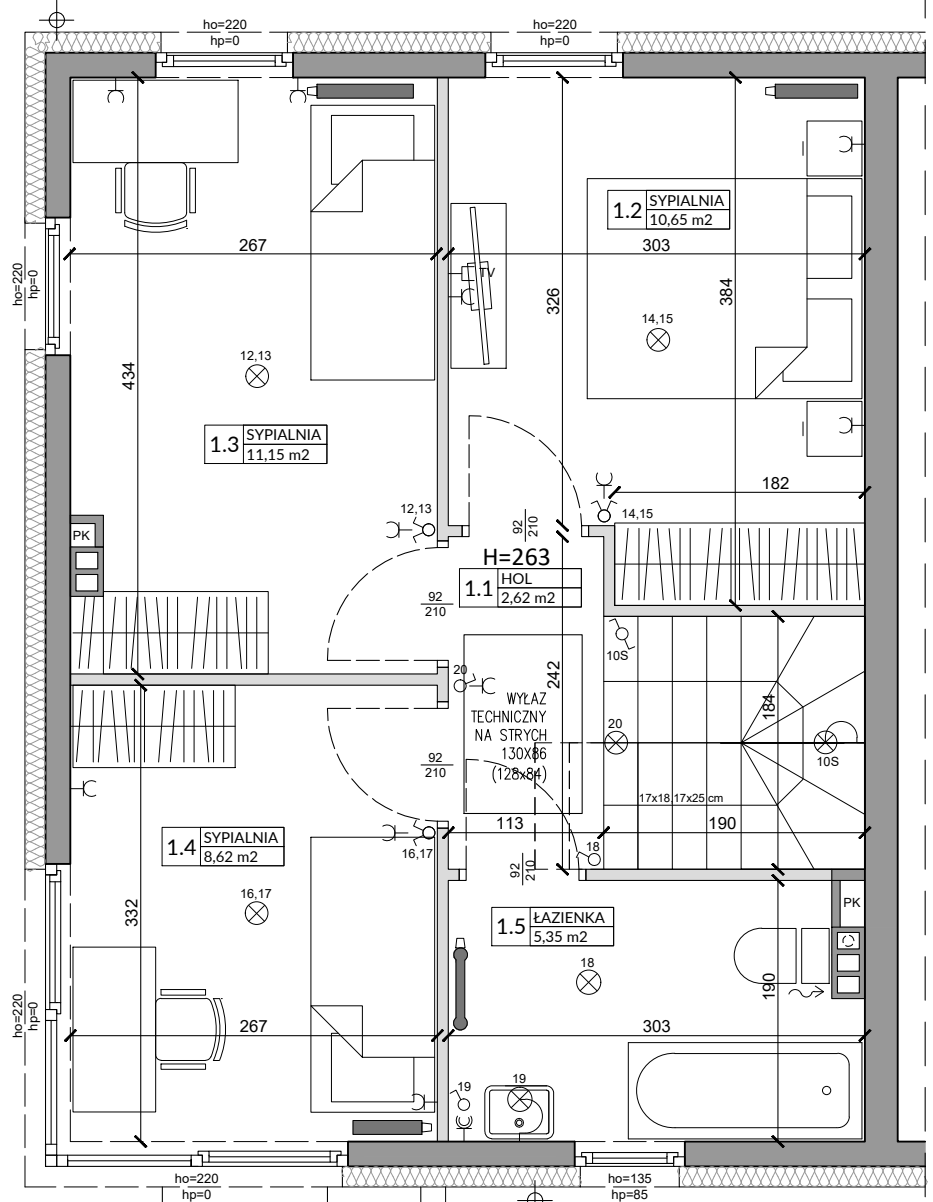 ho=220
hp=0
ho=220
hp=0
1.2
SYPIALNIA
10,65 m2
267
303
ho=220
hp=0
TV
326
384
14,15
12,13
434
1.3
SYPIALNIA
11,15 m2
182
12,13
14,15
PK
92
210
H=263
1.1
HOL
2,62 m2
92
210
10S
20
242
WYŁAZ
TECHNICZNY
NA STRYCH
130X86
(128x84)
184
20
92
210
10S
17x18,17x25 cm
113
190
1.4
SYPIALNIA
8,62 m2
16,17
18
92
210
332
16,17
1.5
ŁAZIENKA
5,35 m2
PK
18
190
ho=220
hp=0
267
303
19
19
ho=220
hp=0
ho=135
hp=85